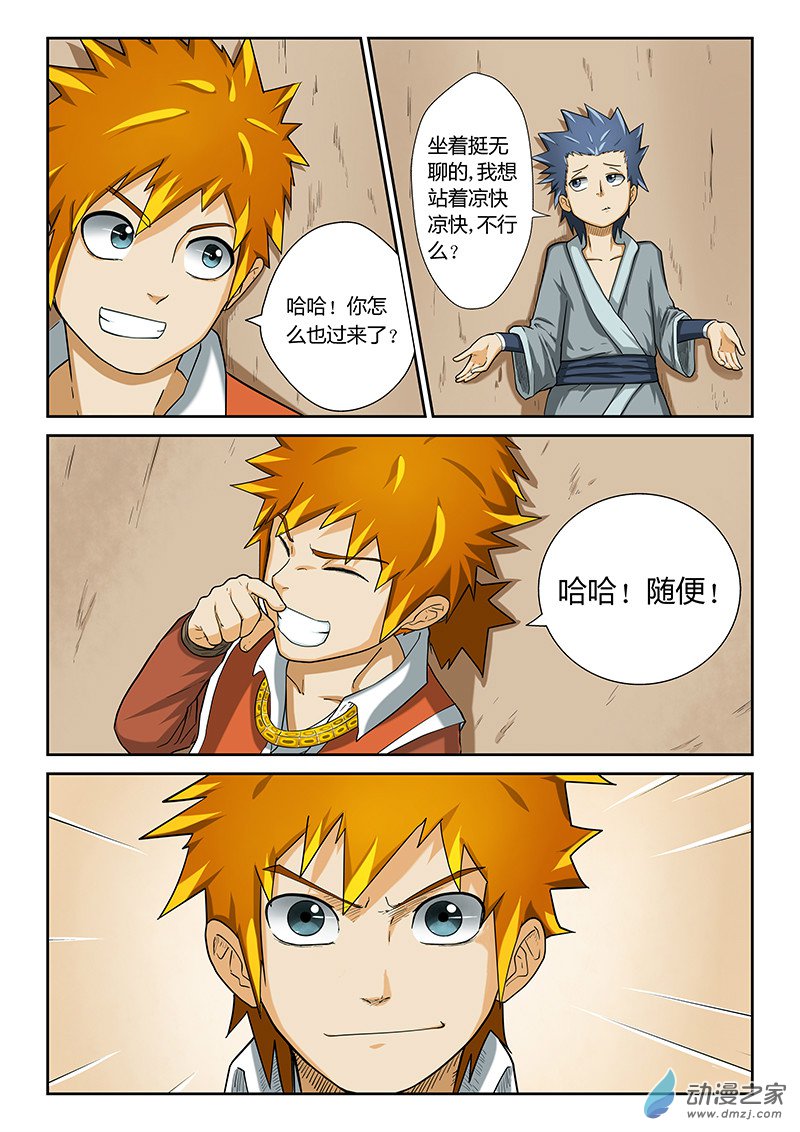 哈哈！你怎
么也过来了？
坐着挺无
聊的，我想
站着凉快
凉快，不行
么？
哈哈！随便！
动漫之家
www.dmzj.com